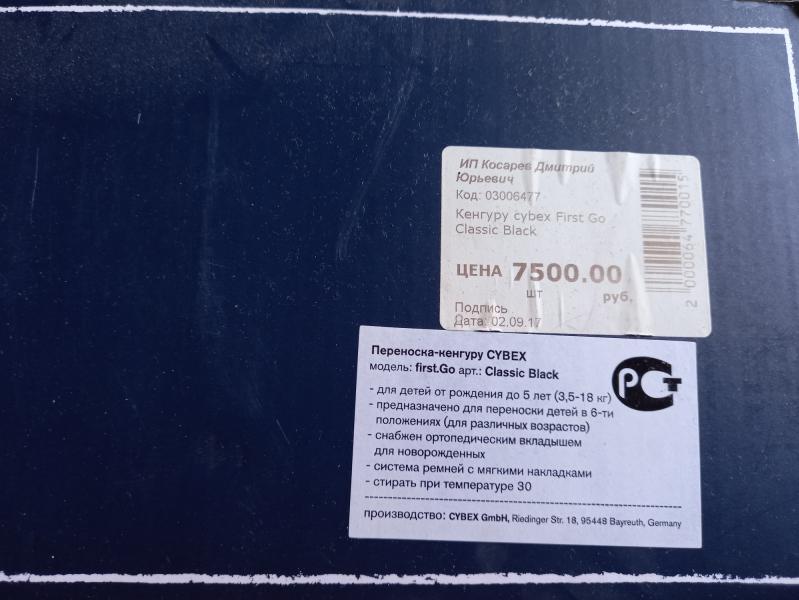 ИП Косарев Дмитрий
Юрьевич
Код: 03006477
Кенгуру cybex First Go
Classic Black
ЦЕНА 7500.00
шт руб.
Подпись
Дата: 02.09.17
2 000064 770015
Переноска-кенгуру CYBEX
модель: first.Go арт.: Classic Black
- для детей от рождения до 5 лет (3,5-18 кг)
- предназначено для переноски детей в 6-ти
положениях (для различных возрастов)
- снабжен ортопедическим вкладышем
для новорожденных
- система ремней с мягкими накладками
- стирать при температуре 30
производство: CYBEX GmbH, Riedinger Str. 18, 95448 Bayreuth, Germany
РСТ